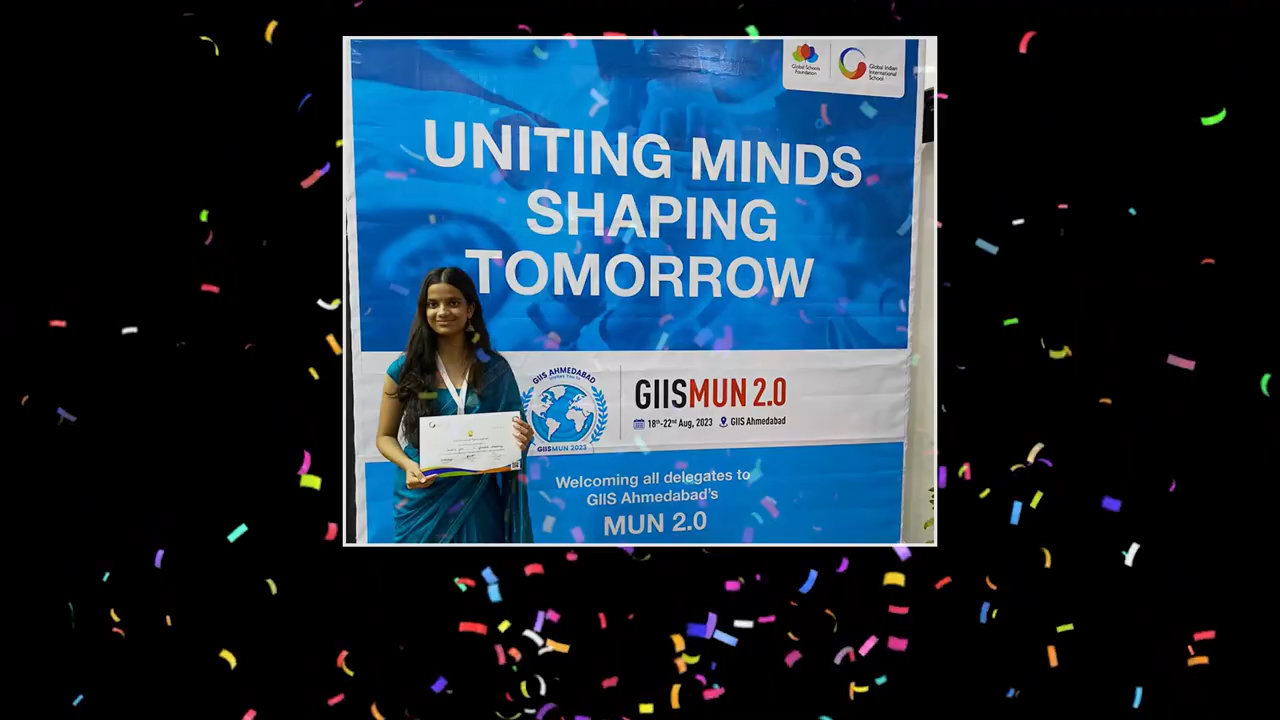 Global Schools
Foundation
Global Indian
International
School
UNITING MINDS
SHAPING
TOMORROW
GIIS AHMEDABAD
GIISMUN 2023
GIISMUN 2.0
18th-22nd Aug, 2023 GIIS Ahmedabad
Welcoming all delegates to
GIIS Ahmedabad's
MUN 2.0